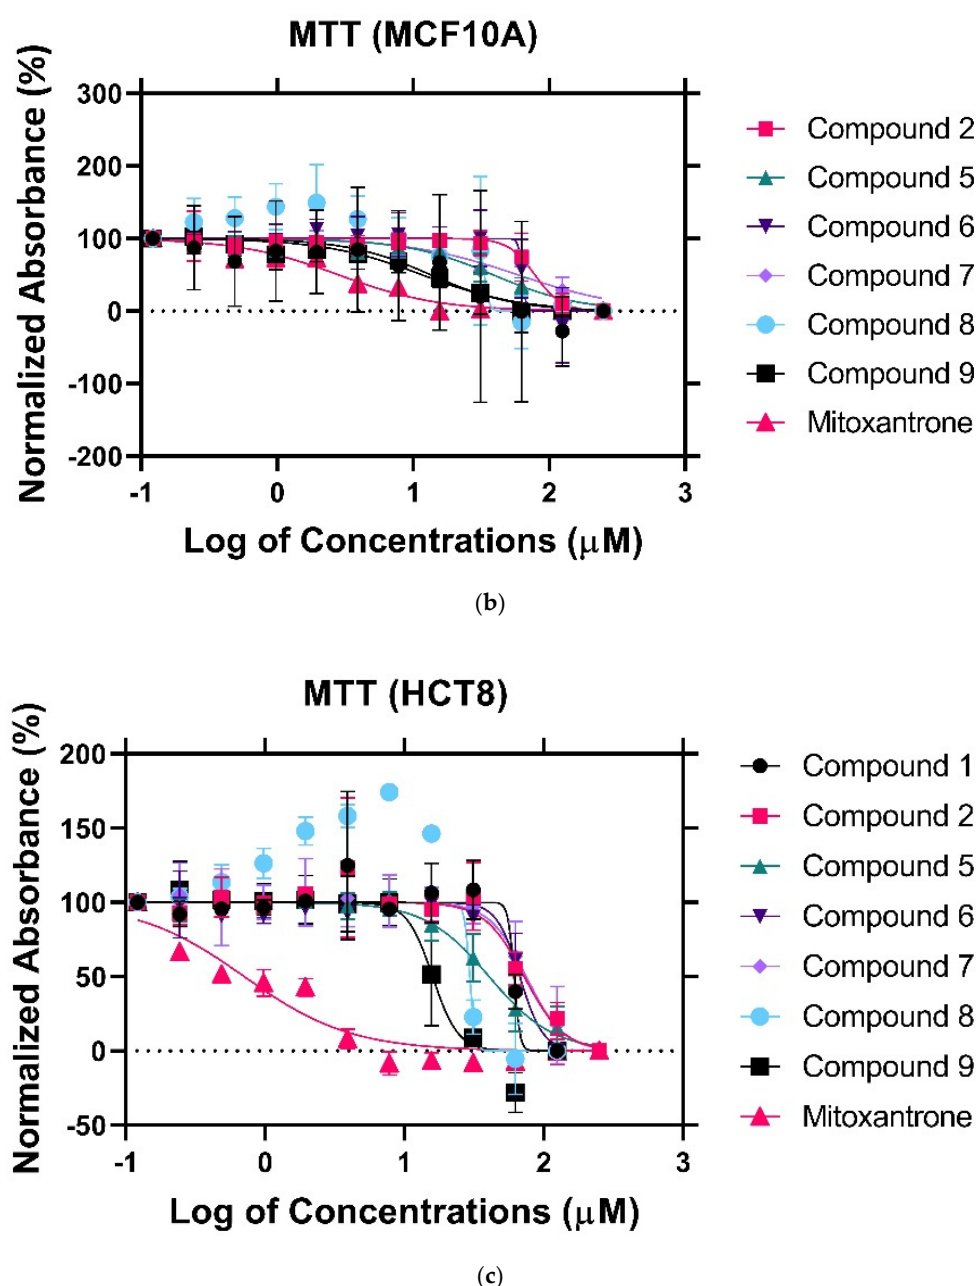 MTT (MCF10A)
Normalized Absorbance (%)
300
200
100
0
-100
-200
-1
0
1
2
3
Log of Concentrations (μM)
Compound 2
Compound 5
Compound 6
Compound 7
Compound 8
Compound 9
Mitoxantrone
(b)
MTT (HCT8)
Normalized Absorbance (%)
200
150
100
50
0
-50
-1
0
1
2
3
Log of Concentrations (μM)
Compound 1
Compound 2
Compound 5
Compound 6
Compound 7
Compound 8
Compound 9
Mitoxantrone
(c)